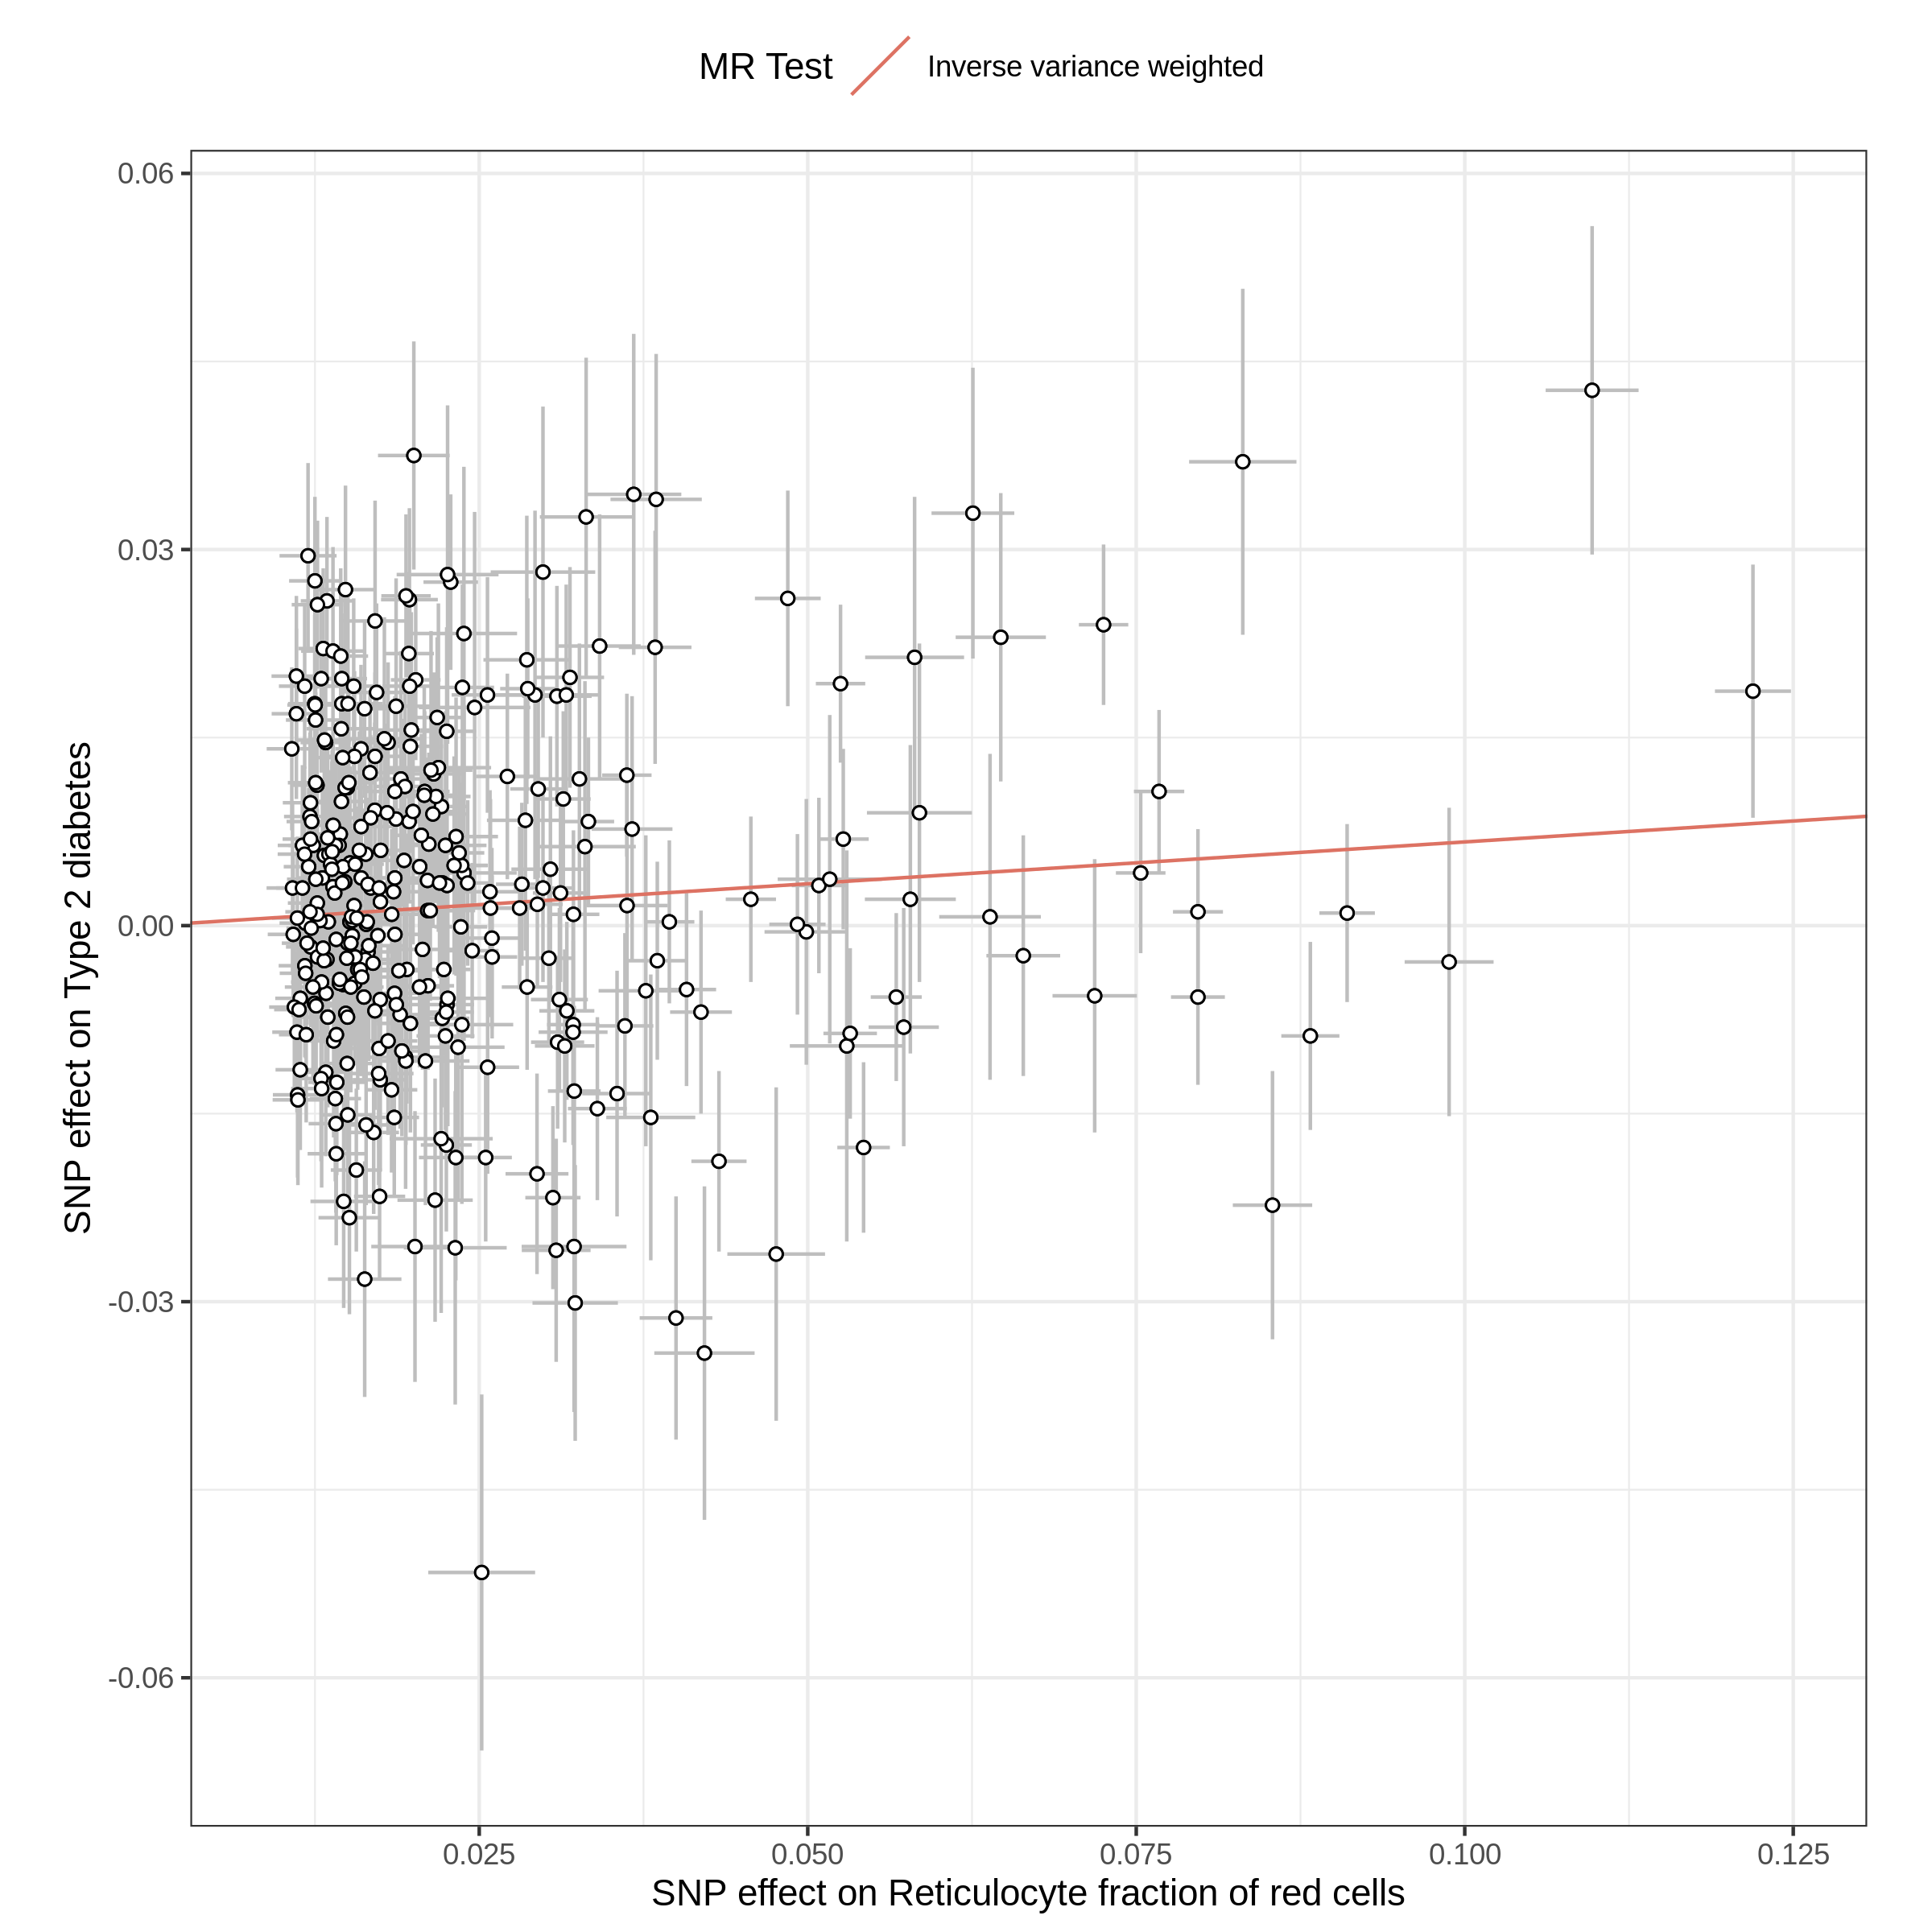 MR Test
Inverse variance weighted
0.06
0.03
0.00
-0.03
-0.06
SNP effect on Type 2 diabetes
0.025
0.050
0.075
0.100
0.125
SNP effect on Reticulocyte fraction of red cells